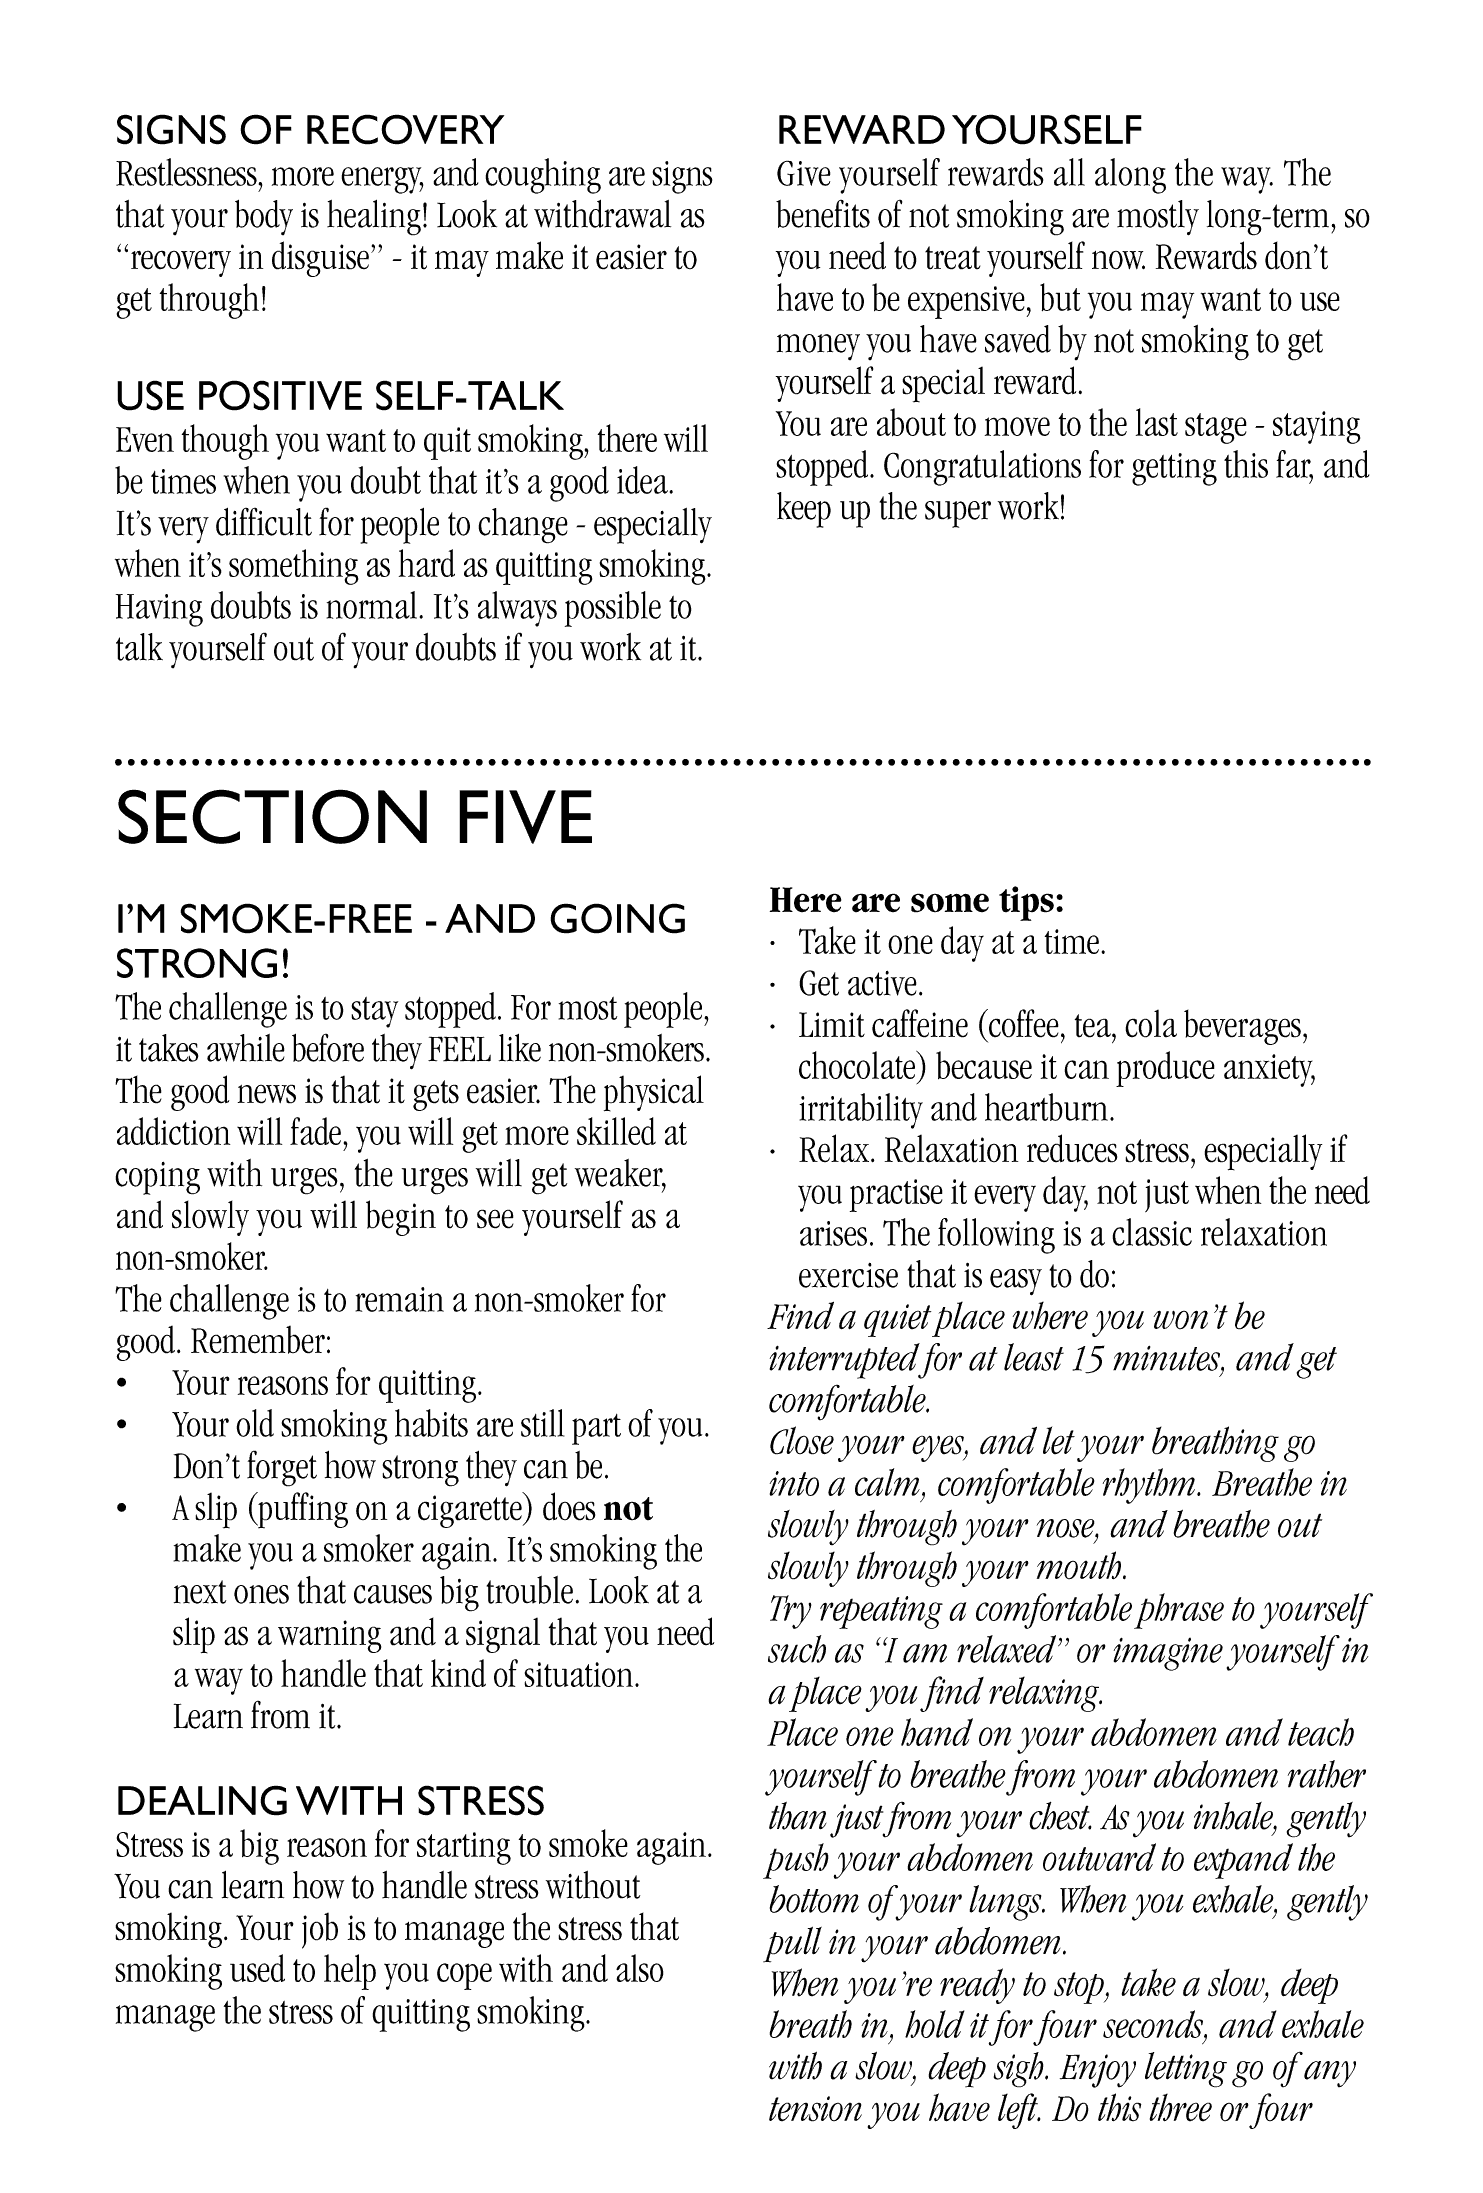 SIGNS OF RECOVERY
Restlessness, more energy, and coughing are signs
that your body is healing! Look at withdrawal as
“recovery in disguise” - it may make it easier to
get through!
USE POSITIVE SELF-TALK
Even though you want to quit smoking, there will
be times when you doubt that it’s a good idea.
It’s very difficult for people to change - especially
when it’s something as hard as quitting smoking.
Having doubts is normal. It’s always possible to
talk yourself out of your doubts if you work at it.
REWARD YOURSELF
Give yourself rewards all along the way. The
benefits of not smoking are mostly long-term, so
you need to treat yourself now. Rewards don’t
have to be expensive, but you may want to use
money you have saved by not smoking to get
yourself a special reward.
You are about to move to the last stage - staying
stopped. Congratulations for getting this far, and
keep up the super work!
SECTION FIVE
I’M SMOKE-FREE - AND GOING
STRONG!
The challenge is to stay stopped. For most people,
it takes awhile before they FEEL like non-smokers.
The good news is that it gets easier. The physical
addiction will fade, you will get more skilled at
coping with urges, the urges will get weaker,
and slowly you will begin to see yourself as a
non-smoker.
The challenge is to remain a non-smoker for
good. Remember:
• Your reasons for quitting.
• Your old smoking habits are still part of you.
Don’t forget how strong they can be.
• A slip (puffing on a cigarette) does not
make you a smoker again. It’s smoking the
next ones that causes big trouble. Look at a
slip as a warning and a signal that you need
a way to handle that kind of situation.
Learn from it.
DEALING WITH STRESS
Stress is a big reason for starting to smoke again.
You can learn how to handle stress without
smoking. Your job is to manage the stress that
smoking used to help you cope with and also
manage the stress of quitting smoking.
Here are some tips:
· Take it one day at a time.
· Get active.
· Limit caffeine (coffee, tea, cola beverages,
chocolate) because it can produce anxiety,
irritability and heartburn.
· Relax. Relaxation reduces stress, especially if
you practise it every day, not just when the need
arises. The following is a classic relaxation
exercise that is easy to do:
Find a quiet place where you won’t be
interrupted for at least 15 minutes, and get
comfortable.
Close your eyes, and let your breathing go
into a calm, comfortable rhythm. Breathe in
slowly through your nose, and breathe out
slowly through your mouth.
Try repeating a comfortable phrase to yourself
such as “I am relaxed” or imagine yourself in
a place you find relaxing.
Place one hand on your abdomen and teach
yourself to breathe from your abdomen rather
than just from your chest. As you inhale, gently
push your abdomen outward to expand the
bottom of your lungs. When you exhale, gently
pull in your abdomen.
When you’re ready to stop, take a slow, deep
breath in, hold it for four seconds, and exhale
with a slow, deep sigh. Enjoy letting go of any
tension you have left. Do this three or four